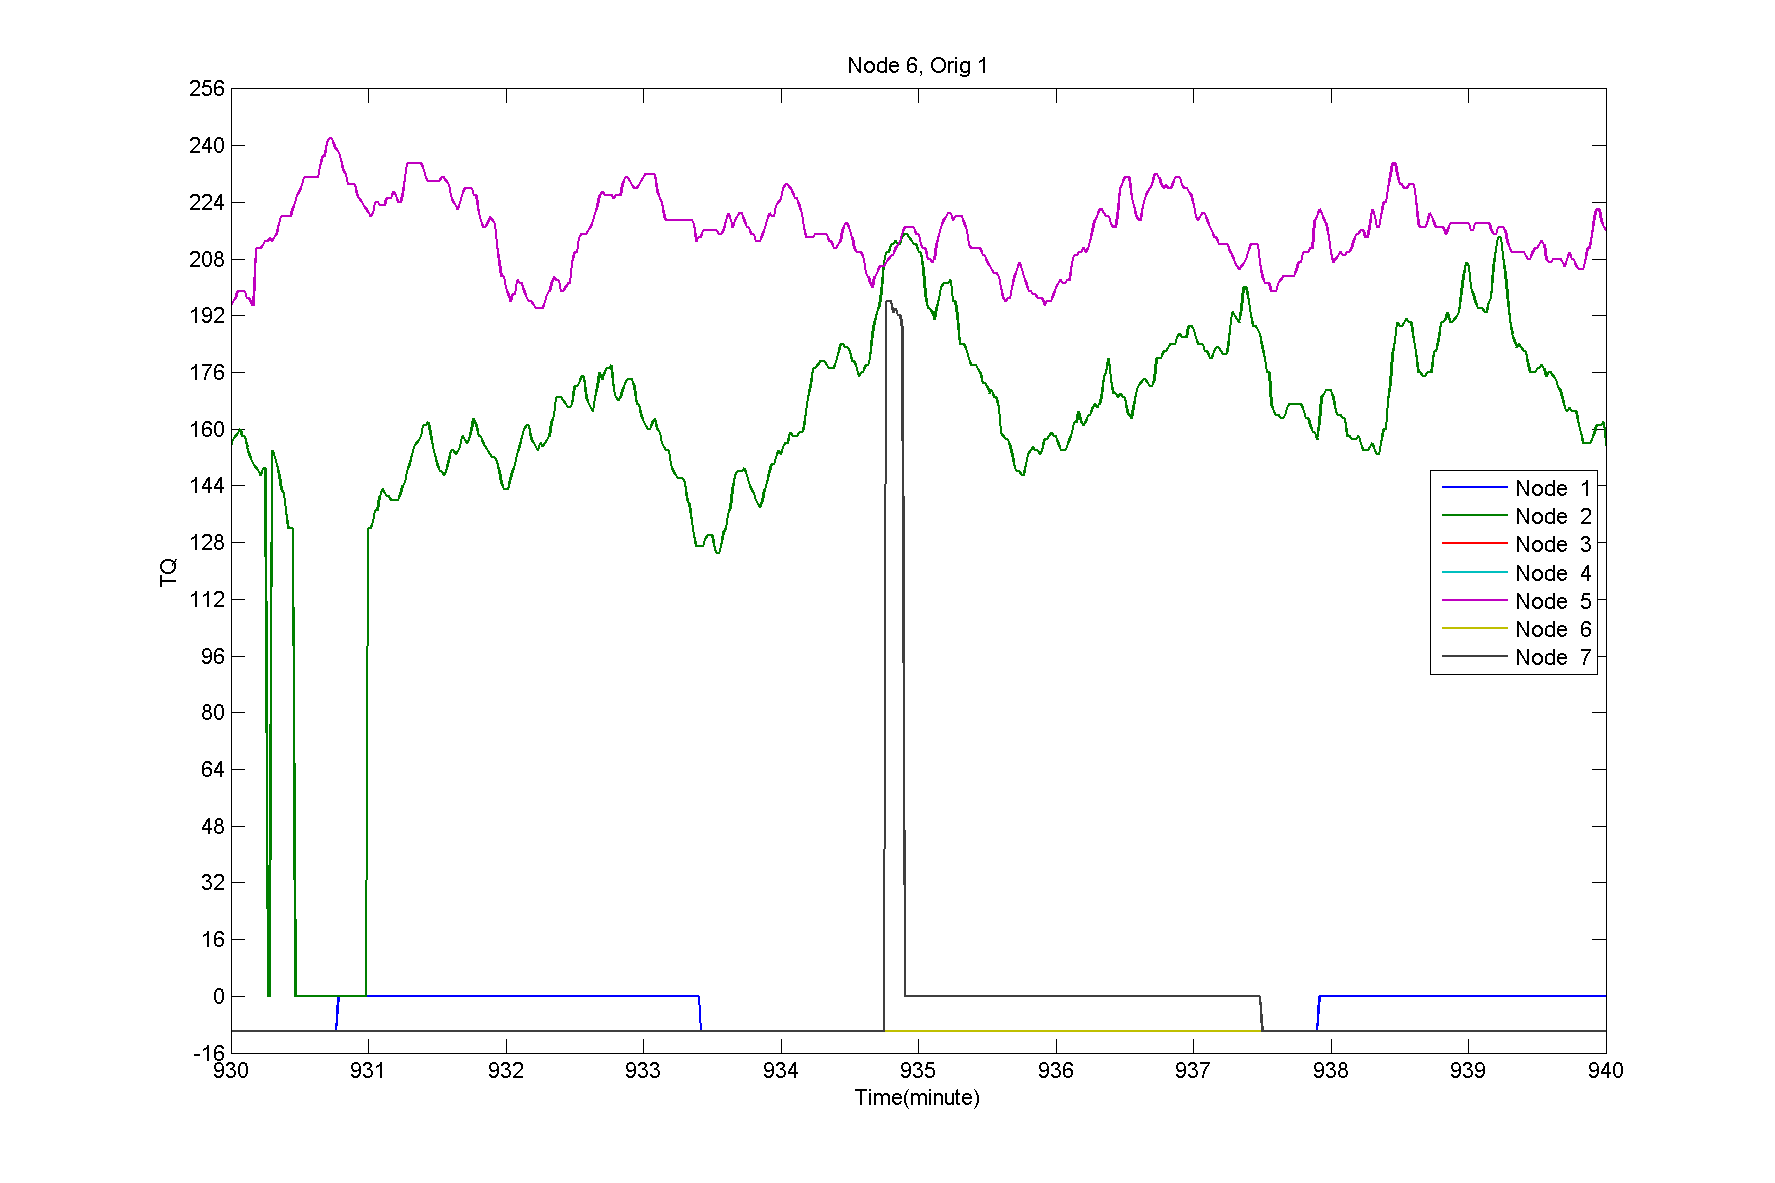 Node 6, Orig 1
256
240
224
208
192
176
160
144
128
112
96
80
64
48
32
16
0
-16
TQ
Node 1
Node 2
Node 3
Node 4
Node 5
Node 6
Node 7
930 931 932 933 934 935 936 937 938 939 940
Time(minute)